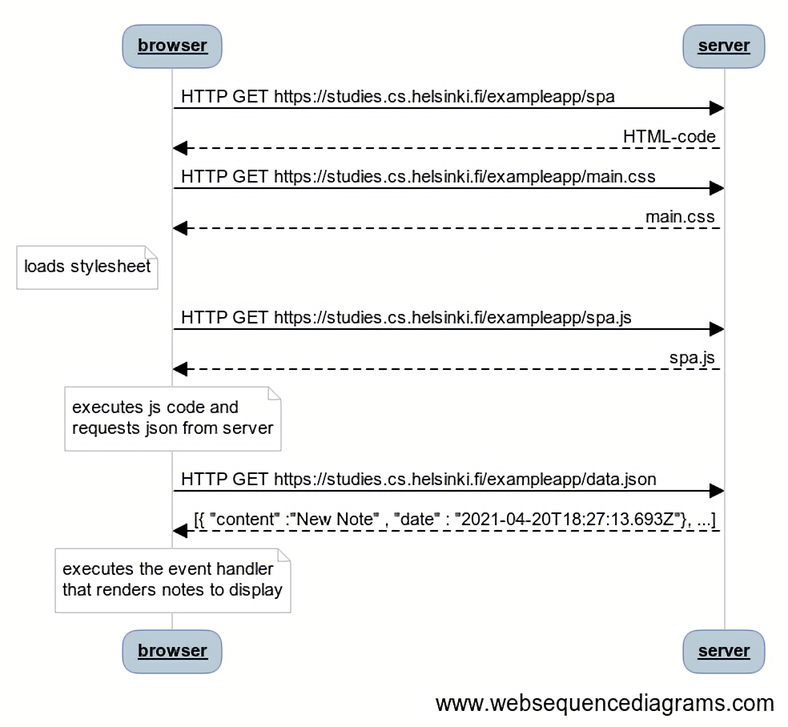 browser
server
HTTP GET https://studies.cs.helsinki.fi/exampleapp/spa
HTML-code
HTTP GET https://studies.cs.helsinki.fi/exampleapp/main.css
main.css
loads stylesheet
HTTP GET https://studies.cs.helsinki.fi/exampleapp/spa.js
spa.js
executes js code and
requests json from server
HTTP GET https://studies.cs.helsinki.fi/exampleapp/data.json
[{ "content" :"New Note" , "date" : "2021-04-20T18:27:13.693Z"}, ...]
executes the event handler
that renders notes to display
browser
server
www.websequencediagrams.com